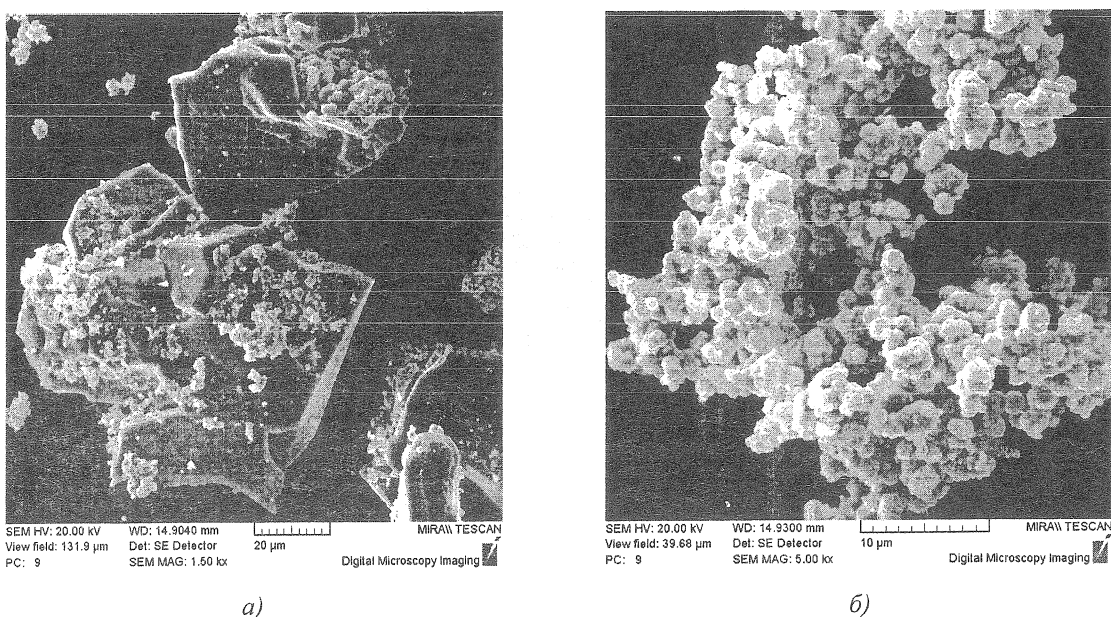 SEM HV: 20.00 kV WD: 14.9040 mm MIRA\\ TESCAN
View field: 131.9 µm Det: SE Detector 20 µm
PC: 9 SEM MAG: 1.50 kx Digital Microscopy Imaging
а)
SEM HV: 20.00 kV WD: 14.9300 mm MIRA\\ TESCAN
View field: 39.68 µm Det: SE Detector 10 µm
PC: 9 SEM MAG: 5.00 kx Digital Microscopy Imaging
б)